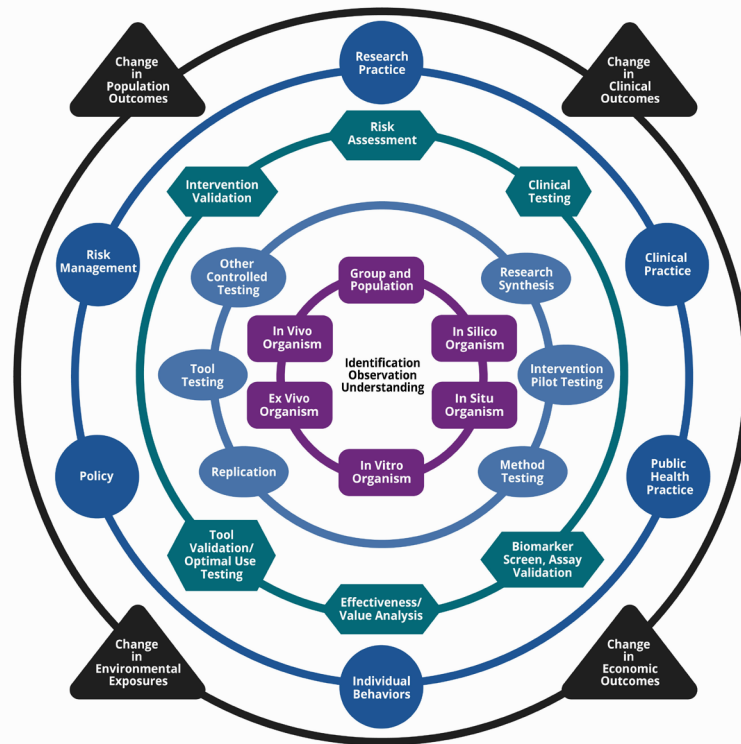 Change
in
Population
Outcomes
Research
Practice
Change
in
Clinical
Outcomes
Risk
Assessment
Intervention
Validation
Clinical
Testing
Risk
Management
Other
Controlled
Testing
Group and
Population
Research
Synthesis
Clinical
Practice
In Vivo
Organism
In Silico
Organism
Identification
Observation
Understanding
Tool
Testing
Intervention
Pilot Testing
Ex Vivo
Organism
In Situ
Organism
Policy
Replication
In Vitro
Organism
Method
Testing
Public
Health
Practice
Tool
Validation/
Optimal Use
Testing
Biomarker
Screen, Assay
Validation
Effectiveness/
Value Analysis
Change
in
Environmental
Exposures
Individual
Behaviors
Change
in
Economic
Outcomes